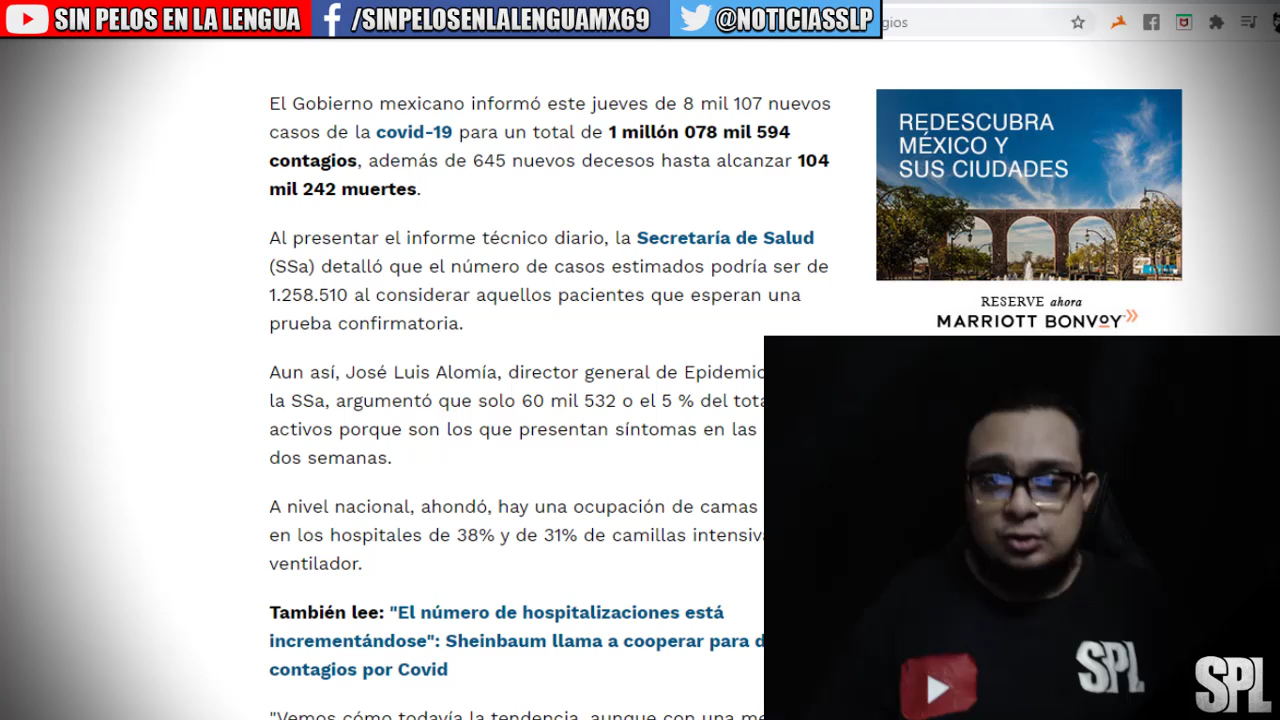 SIN PELOS EN LA LENGUA
/SINPELOSENLALENGUAMX69
@NOTICIASSLP
gios
El Gobierno mexicano informó este jueves de 8 mil 107 nuevos
casos de la covid-19 para un total de 1 millón 078 mil 594
contagios, además de 645 nuevos decesos hasta alcanzar 104
mil 242 muertes.
Al presentar el informe técnico diario, la Secretaría de Salud
(SSa) detalló que el número de casos estimados podría ser de
1.258.510 al considerar aquellos pacientes que esperan una
prueba confirmatoria.
Aun así, José Luis Alomía, director general de Epidemio
la SSa, argumentó que solo 60 mil 532 o el 5 % del tota
activos porque son los que presentan síntomas en las
dos semanas.
A nivel nacional, ahondó, hay una ocupación de camas
en los hospitales de 38% y de 31% de camillas intensiva
ventilador.
También lee: "El número de hospitalizaciones está
incrementándose": Sheinbaum llama a cooperar para d
contagios por Covid
"Vemos cómo todavía la tendencia, aunque con una me
REDESCUBRA
MÉXICO Y
SUS CIUDADES
RESERVE ahora
MARRIOTT BONVOY
SPL
SPL